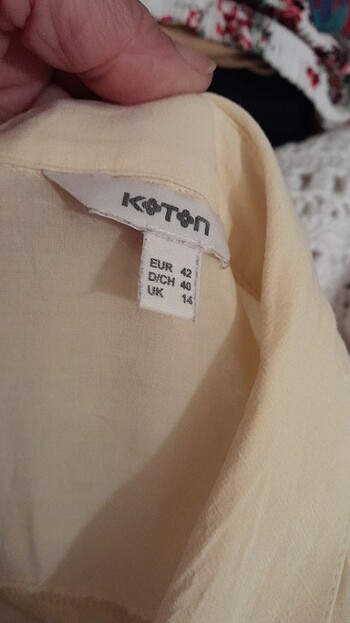 KOTON
EUR 42
D/CH 40
UK 14